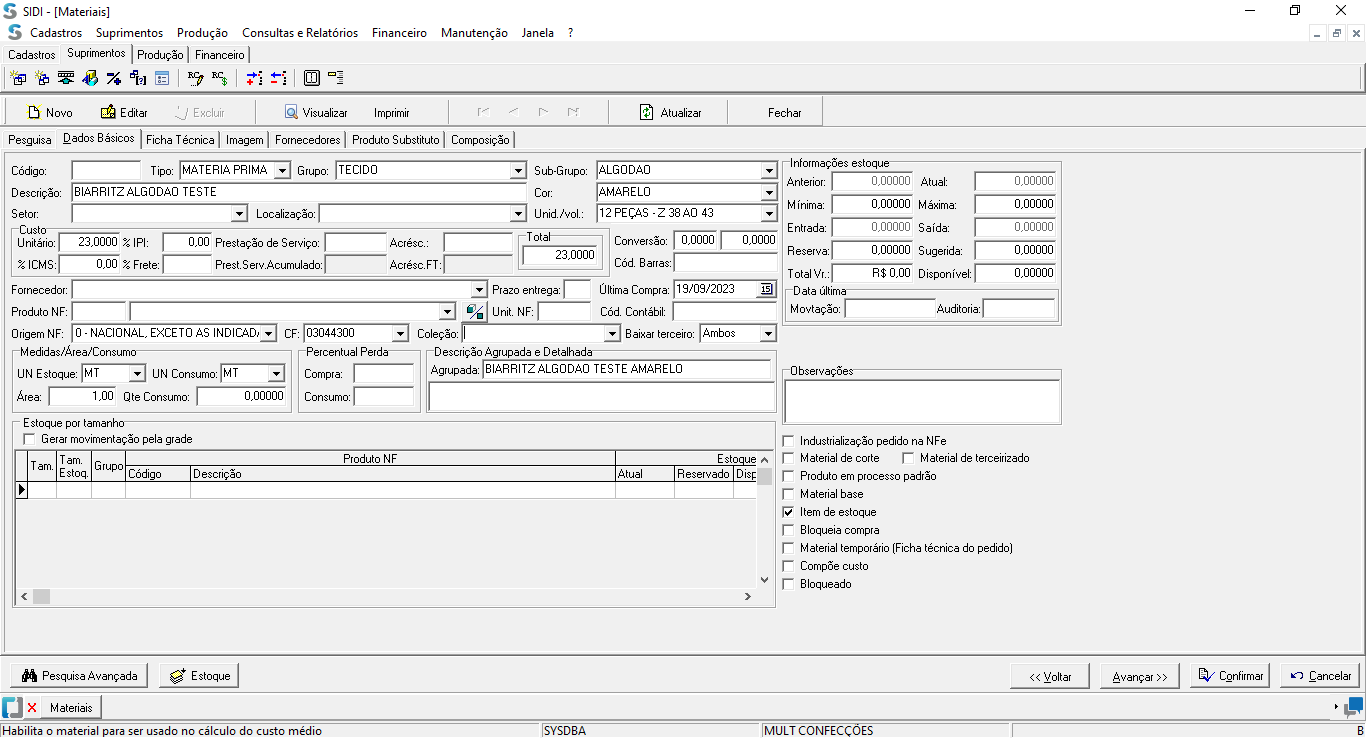 SIDI - [Materiais]
Cadastros Suprimentos Produção Consultas e Relatórios Financeiro Manutenção Janela ?
Cadastros Suprimentos Produção Financeiro
Novo Editar Excluir Visualizar Imprimir Atualizar Fechar
Pesquisa Dados Básicos Ficha Técnica Imagem Fornecedores Produto Substituto Composição
Código: Tipo: MATERIA PRIMA Grupo: TECIDO Sub-Grupo: ALGODAO
Descrição: BIARRITZ ALGODAO TESTE Cor: AMARELO
Setor: Localização: Unid./vol.: 12 PEÇAS - Z 38 AO 43
Custo
Unitário: 23,0000 % IPI: 0,00 Prestação de Serviço: Acrésc.: Total 23,0000 Conversão: 0,0000 0,0000
% ICMS: 0,00 % Frete: Prest.Serv.Acumulado: Acrésc.FT: Cód. Barras:
Fornecedor: Prazo entrega: Última Compra: 19/09/2023 15
Produto NF: Unit. NF: Cód. Contábil:
Origem NF: 0 - NACIONAL, EXCETO AS INDICADA CF: 03044300 Coleção: Baixar terceiro: Ambos
Informações estoque
Anterior: 0,00000 Atual: 0,00000
Mínima: 0,00000 Máxima: 0,00000
Entrada: 0,00000 Saída: 0,00000
Reserva: 0,00000 Sugerida: 0,00000
Total Vr.: R$ 0,00 Disponível: 0,00000
Data última
Movtação: Auditoria:
Medidas/Área/Consumo
UN Estoque: MT UN Consumo: MT
Área: 1,00 Qte Consumo: 0,00000
Percentual Perda
Compra:
Consumo:
Descrição Agrupada e Detalhada
Agrupada: BIARRITZ ALGODAO TESTE AMARELO
Observações
Estoque por tamanho
Gerar movimentação pela grade
Tam. Tam. Estoq. Grupo Produto NF Estoque
Código Descrição Atual Reservado Disp
Industrialização pedido na NFe
Material de corte Material de terceirizado
Produto em processo padrão
Material base
Item de estoque
Bloqueia compra
Material temporário (Ficha técnica do pedido)
Compõe custo
Bloqueado
Pesquisa Avançada Estoque << Voltar Avançar >> Confirmar Cancelar
Materiais
Habilita o material para ser usado no cálculo do custo médio SYSDBA MULT CONFECÇÕES B